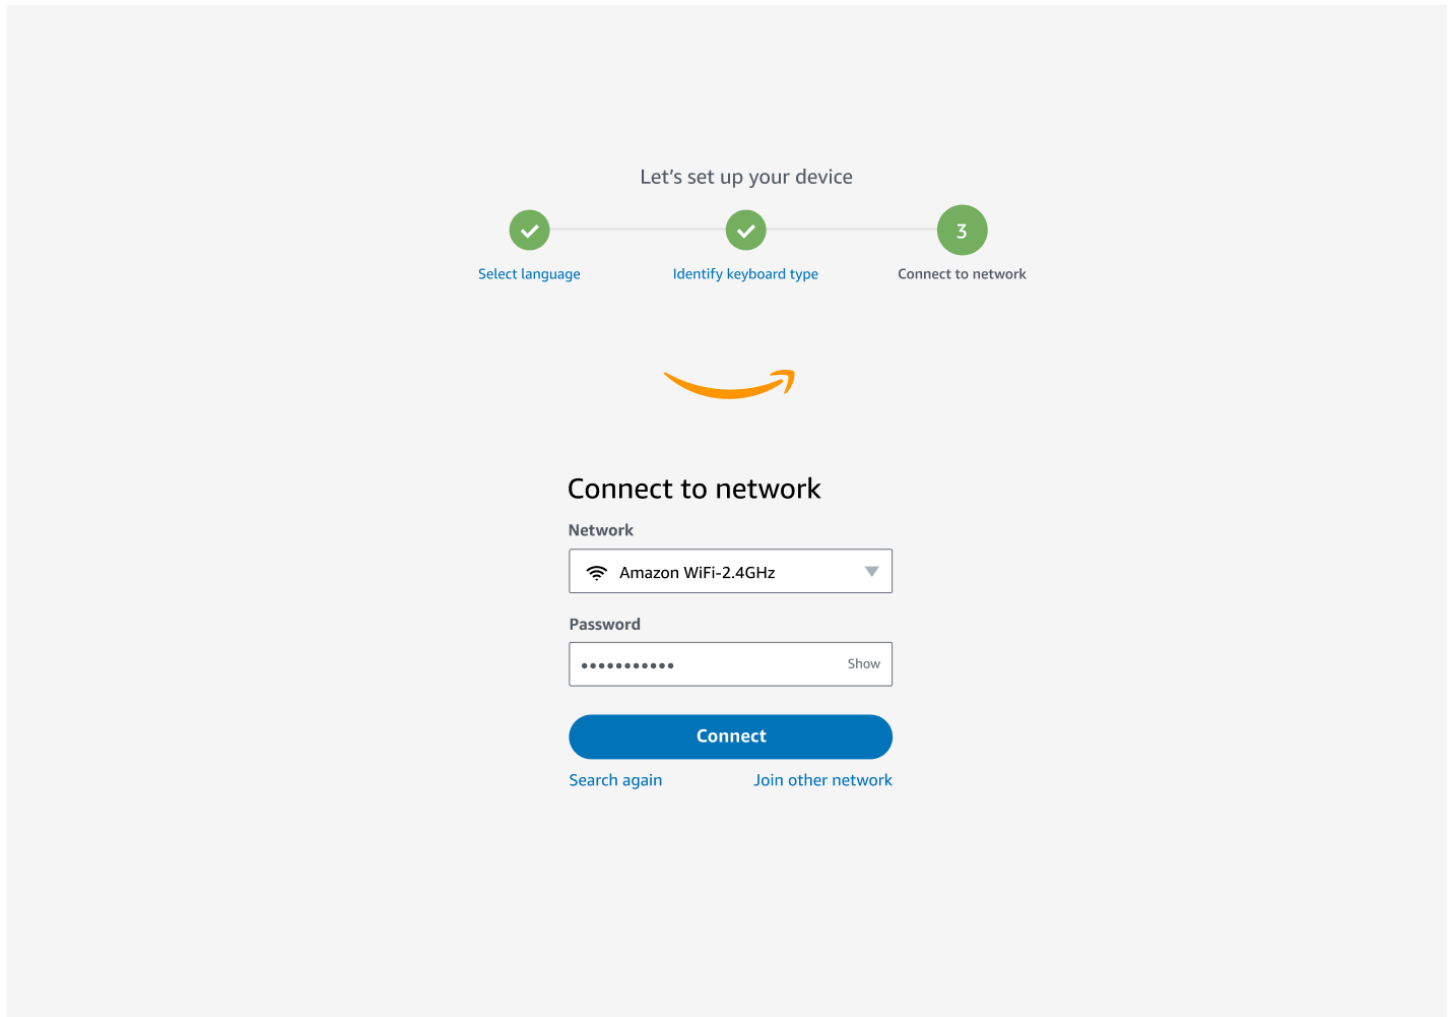 Let's set up your device
3
Select language Identify keyboard type Connect to network
Connect to network
Network
Amazon WiFi-2.4GHz
Password
••••••••••• Show
Connect
Search again Join other network